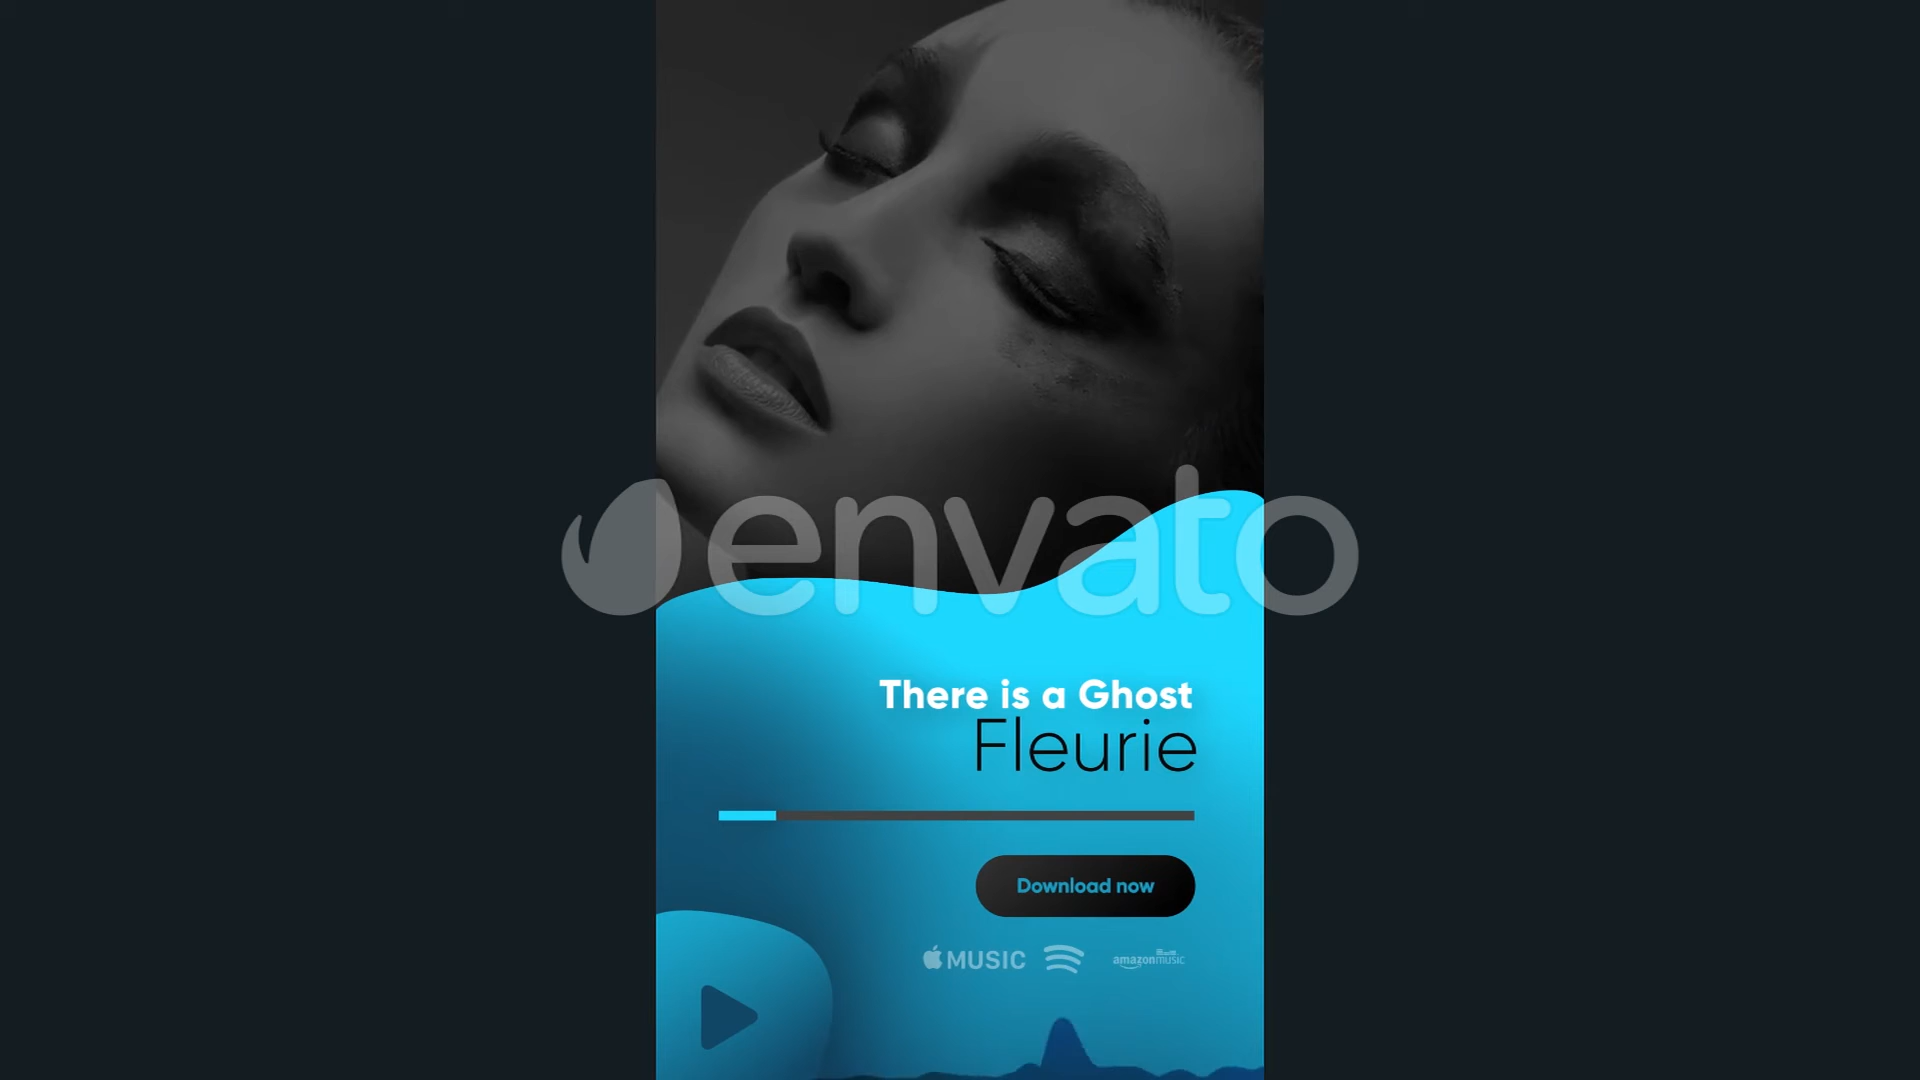 envato
There is a Ghost
Fleurie
Download now
MUSIC
amazon music